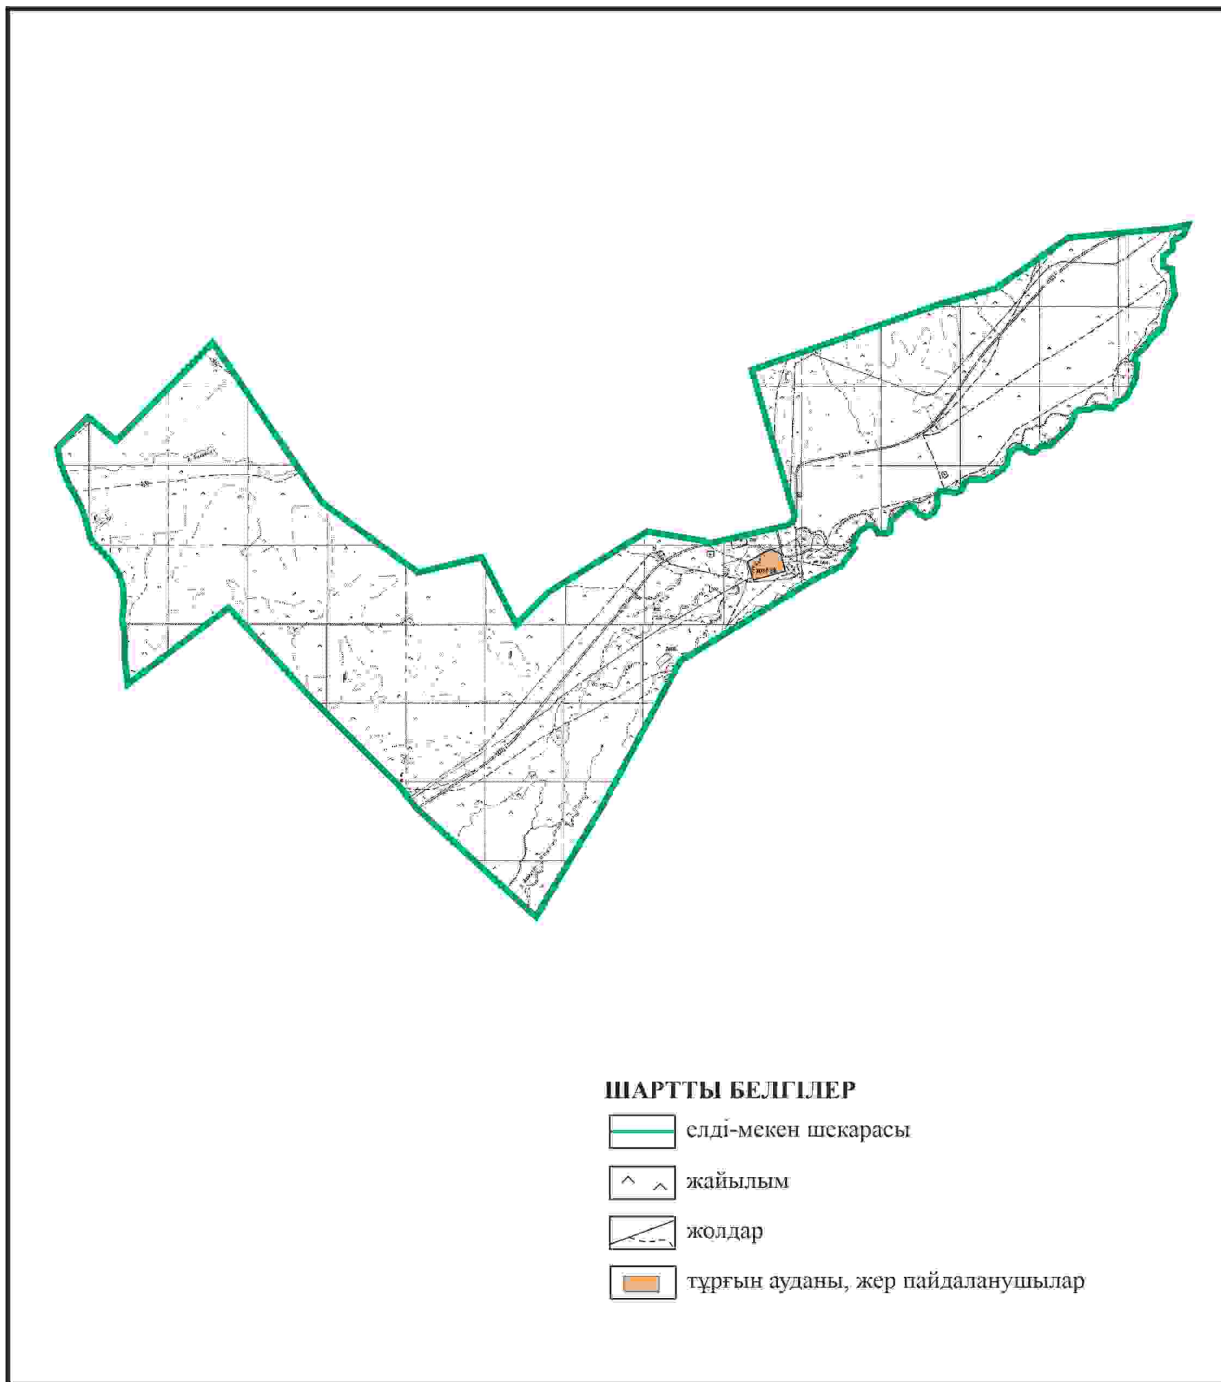 ШАРТТЫ БЕЛГІЛЕР
елді-мекен шекарасы
жайылым
жолдар
тұрғын ауданы, жер пайдаланушылар